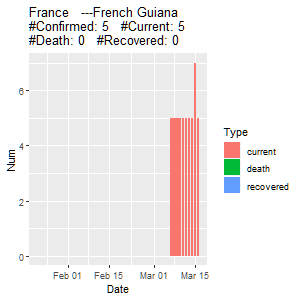 France   ---French Guiana
#Confirmed: 5   #Current: 5
#Death: 0   #Recovered: 0
6
4
2
0
Num
Feb 01 Feb 15 Mar 01 Mar 15
Date
Type
current
death
recovered